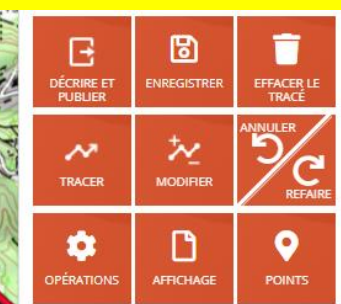 DÉCRIRE ET
PUBLIER
ENREGISTRER
EFFACER LE
TRACÉ
TRACER
MODIFIER
ANNULER
REFAIRE
OPÉRATIONS
AFFICHAGE
POINTS